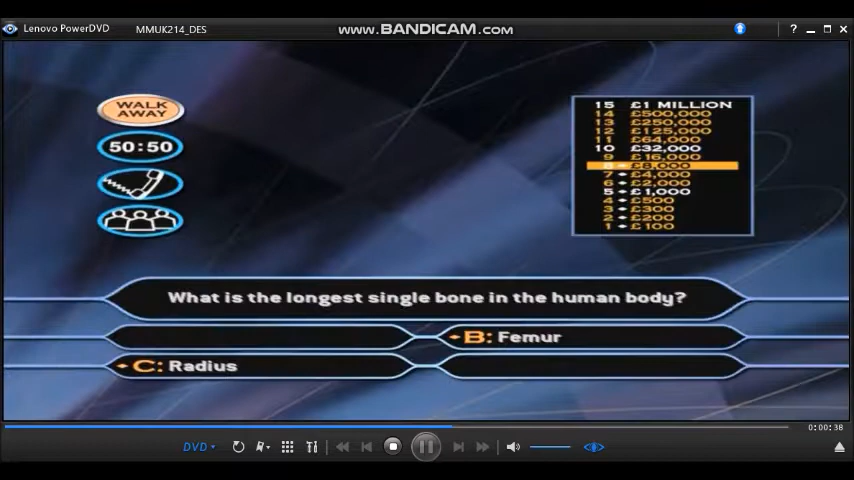 www.BANDICAM.com
Lenovo PowerDVD
MMUK214_DES
?
WALK AWAY
50:50
15 £1 MILLION
14 £500,000
13 £250,000
12 £125,000
11 £64,000
10 £32,000
9 £16,000
8 £8,000
7 £4,000
6 £2,000
5 £1,000
4 £500
3 £300
2 £200
1 £100
What is the longest single bone in the human body?
B: Femur
C: Radius
0:00:38
DVD